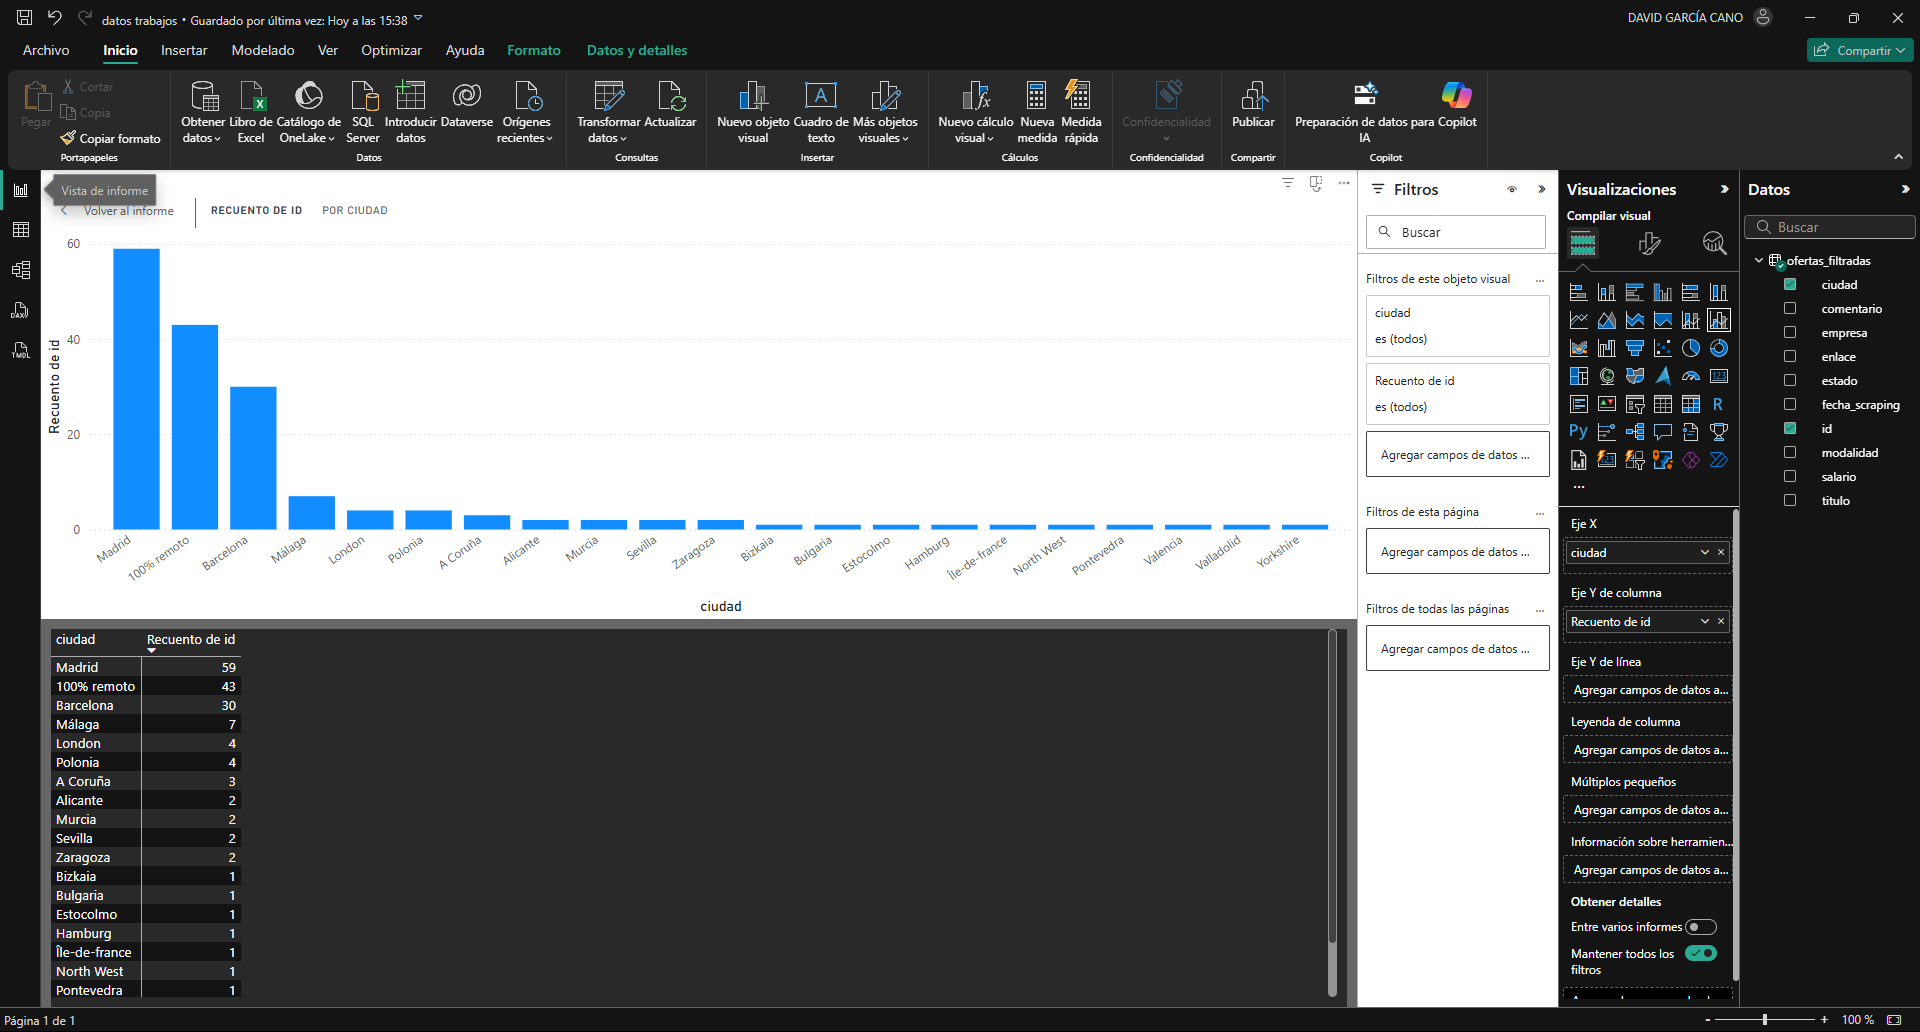 datos trabajos • Guardado por última vez: Hoy a las 15:38
DAVID GARCÍA CANO
Archivo Inicio Insertar Modelado Ver Optimizar Ayuda Formato Datos y detalles
Compartir
Pegar
Cortar
Copia
Copiar formato
Portapapeles
Obtener datos
Libro de Excel
Catálogo de OneLake
SQL Server
Introducir datos
Dataverse
Orígenes recientes
Datos
Transformar datos
Actualizar
Consultas
Nuevo objeto visual
Cuadro de texto
Más objetos visuales
Insertar
Nuevo cálculo visual
Nueva medida
Medida rápida
Cálculos
Confidencialidad
Confidencialidad
Publicar
Compartir
Preparación de datos para IA
Copilot
Copilot
Vista de informe
DAX
TMDL
Volver al informe
RECUENTO DE ID POR CIUDAD
Recuento de id
60
40
20
0
Madrid
100% remoto
Barcelona
Málaga
London
Polonia
A Coruña
Alicante
Murcia
Sevilla
Zaragoza
Bizkaia
Bulgaria
Estocolmo
Hamburg
Île-de-france
North West
Pontevedra
Valencia
Valladolid
Yorkshire
ciudad
ciudad Recuento de id
Madrid 59
100% remoto 43
Barcelona 30
Málaga 7
London 4
Polonia 4
A Coruña 3
Alicante 2
Murcia 2
Sevilla 2
Zaragoza 2
Bizkaia 1
Bulgaria 1
Estocolmo 1
Hamburg 1
Île-de-france 1
North West 1
Pontevedra 1
Filtros
Buscar
Filtros de este objeto visual ...
ciudad
es (todos)
Recuento de id
es (todos)
Agregar campos de datos ...
Filtros de esta página ...
Agregar campos de datos ...
Filtros de todas las páginas ...
Agregar campos de datos ...
Visualizaciones
Compilar visual
123
R
Py
123
...
Eje X
ciudad
Eje Y de columna
Recuento de id
Eje Y de línea
Agregar campos de datos a...
Leyenda de columna
Agregar campos de datos a...
Múltiplos pequeños
Agregar campos de datos a...
Información sobre herramien...
Agregar campos de datos a...
Obtener detalles
Entre varios informes
Mantener todos los filtros
Datos
Buscar
ofertas_filtradas
ciudad
comentario
empresa
enlace
estado
fecha_scraping
id
modalidad
salario
titulo
Página 1 de 1
- + 100 %